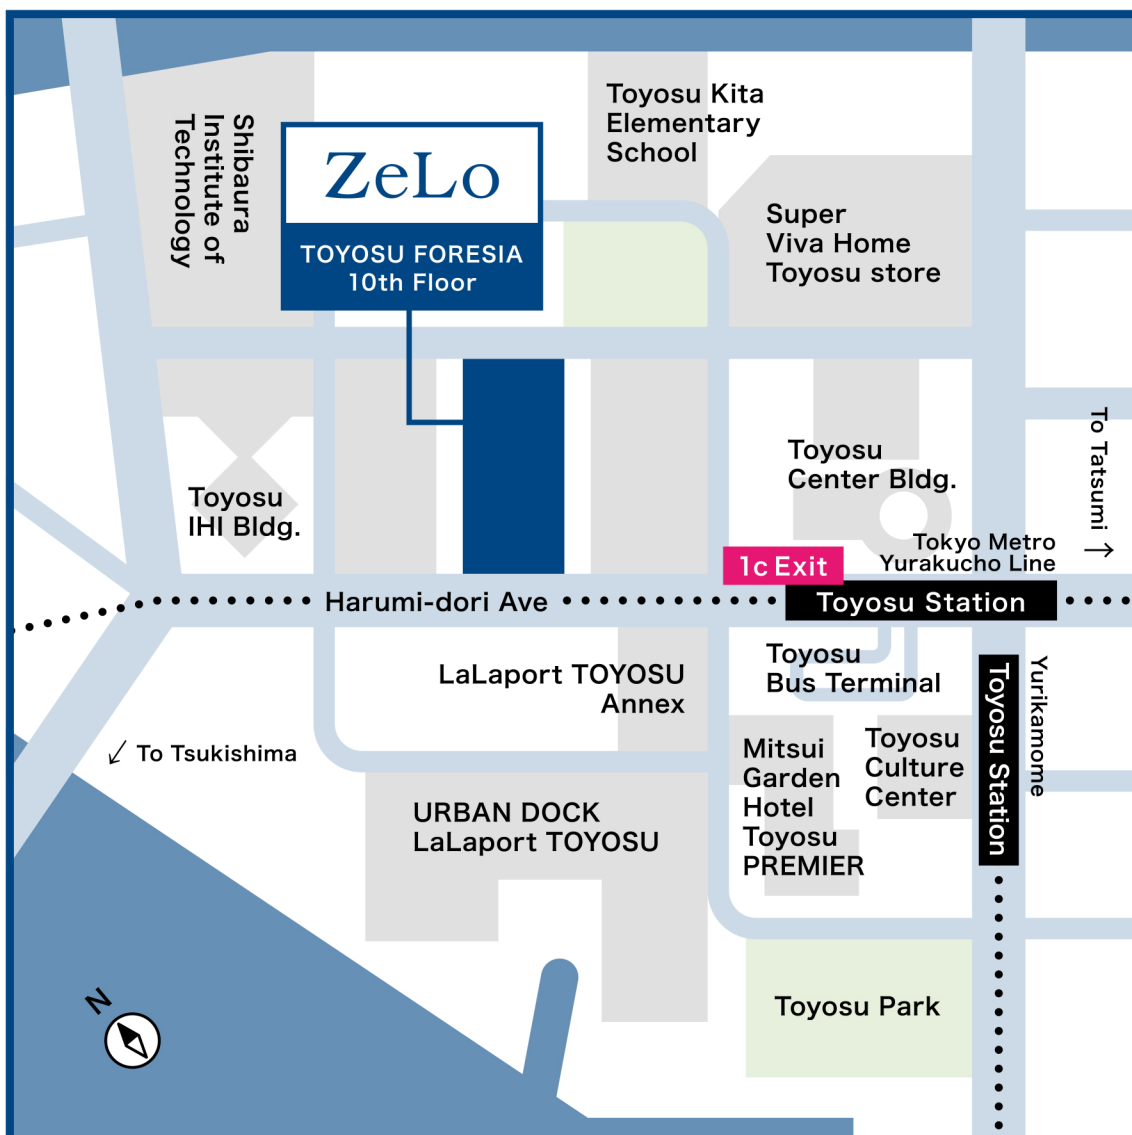 Toyosu Kita
Elementary
School
Shibaura
Institute of
Technology
ZeLo
TOYOSU FORESIA
10th Floor
Super
Viva Home
Toyosu store
To Tatsumi →
Toyosu
Center Bldg.
Toyosu
IHI Bldg.
Tokyo Metro
Yurakucho Line
1c Exit
Harumi-dori Ave
Toyosu Station
LaLaport TOYOSU
Annex
Toyosu
Bus Terminal
Toyosu Station
Yurikamome
↙ To Tsukishima
Mitsui
Garden
Hotel
Toyosu
PREMIER
Toyosu
Culture
Center
URBAN DOCK
LaLaport TOYOSU
Toyosu Park
N